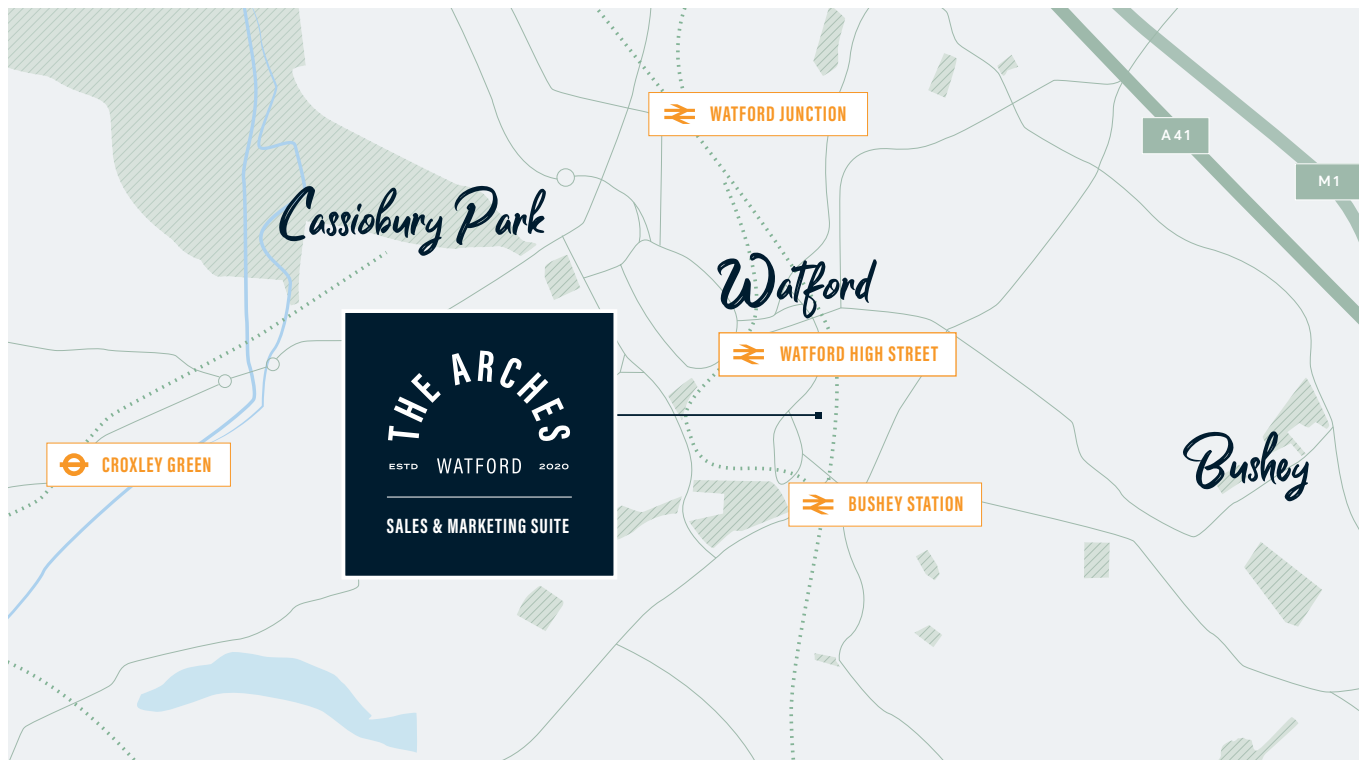 WATFORD JUNCTION
A41
M1
Cassiobury Park
Watford
WATFORD HIGH STREET
THE ARCHES
ESTD WATFORD 2020
SALES & MARKETING SUITE
CROXLEY GREEN
Bushey
BUSHEY STATION